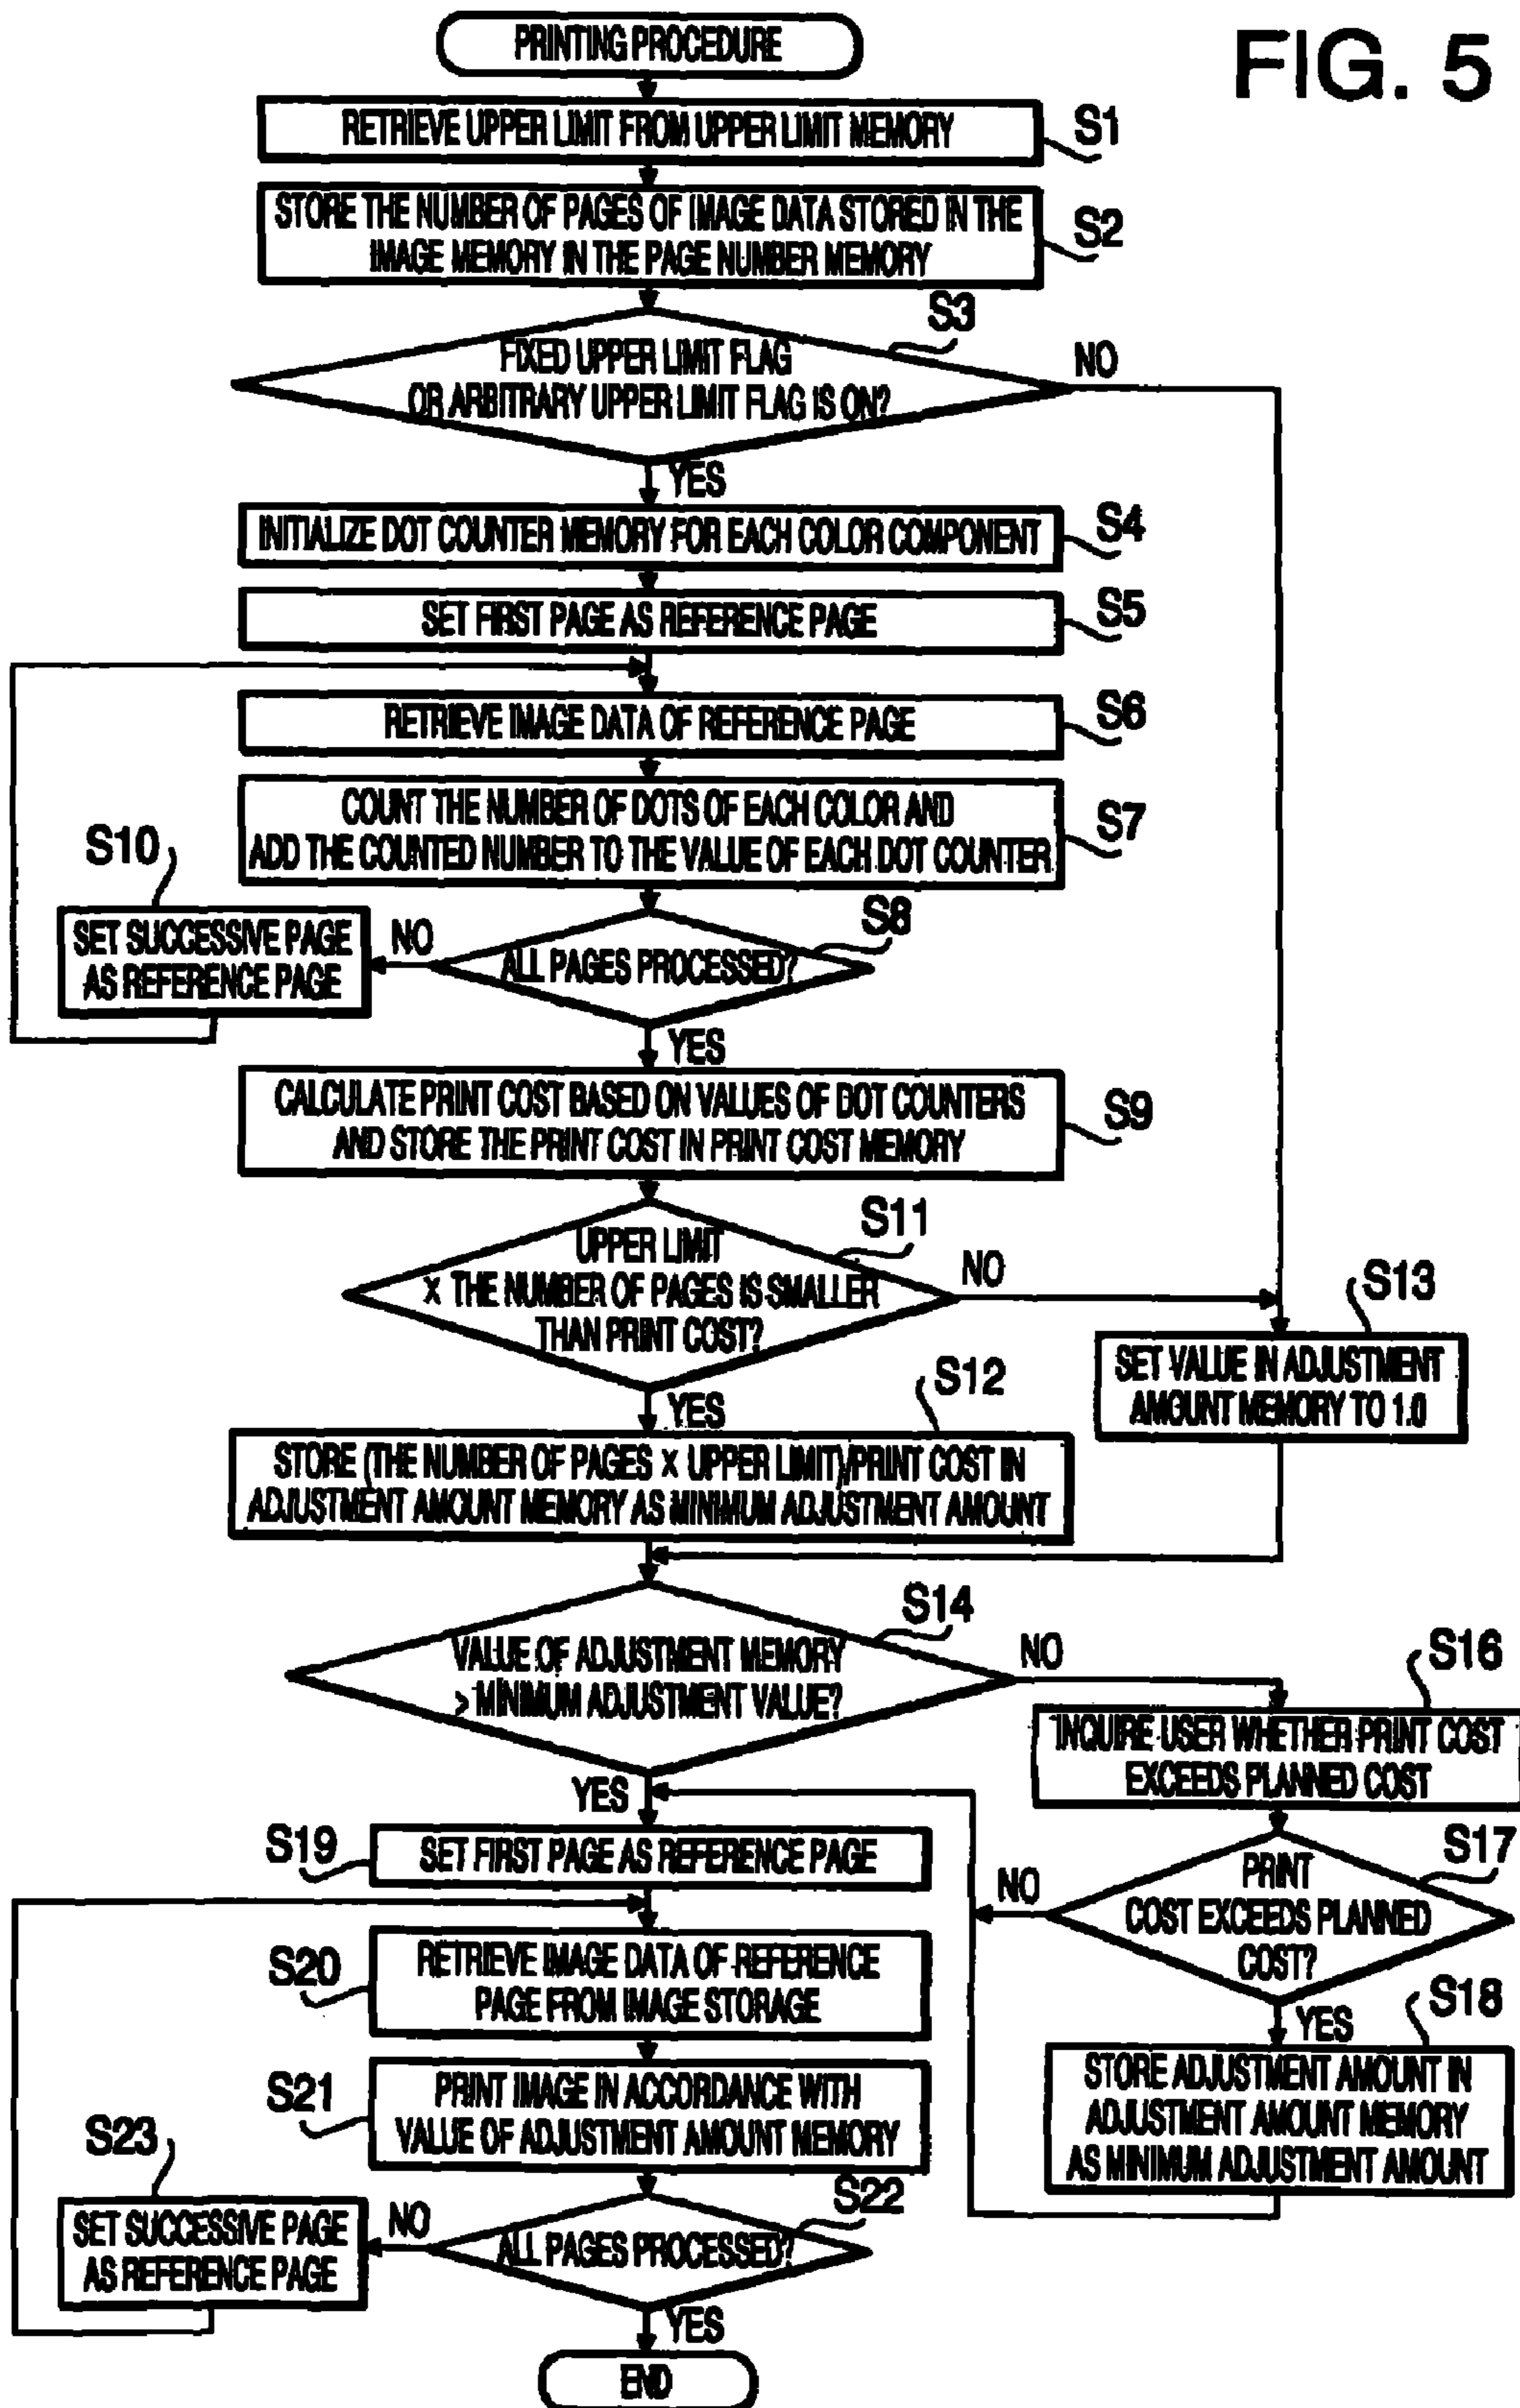 FIG. 5
PRINTING PROCEDURE
RETRIEVE UPPER LIMIT FROM UPPER LIMIT MEMORY
S1
STORE THE NUMBER OF PAGES OF IMAGE DATA STORED IN THE
IMAGE MEMORY IN THE PAGE NUMBER MEMORY
S2
S3
FIXED UPPER LIMIT FLAG
OR ARBITRARY UPPER LIMIT FLAG IS ON?
NO
YES
INITIALIZE DOT COUNTER MEMORY FOR EACH COLOR COMPONENT
S4
SET FIRST PAGE AS REFERENCE PAGE
S5
RETRIEVE IMAGE DATA OF REFERENCE PAGE
S6
COUNT THE NUMBER OF DOTS OF EACH COLOR AND
ADD THE COUNTED NUMBER TO THE VALUE OF EACH DOT COUNTER
S7
S8
ALL PAGES PROCESSED?
NO
S10
SET SUCCESSIVE PAGE
AS REFERENCE PAGE
YES
CALCULATE PRINT COST BASED ON VALUES OF DOT COUNTERS
AND STORE THE PRINT COST IN PRINT COST MEMORY
S9
S11
UPPER LIMIT
× THE NUMBER OF PAGES IS SMALLER
THAN PRINT COST?
NO
S13
SET VALUE IN ADJUSTMENT
AMOUNT MEMORY TO 1.0
YES
S12
STORE (THE NUMBER OF PAGES × UPPER LIMIT)/PRINT COST IN
ADJUSTMENT AMOUNT MEMORY AS MINIMUM ADJUSTMENT AMOUNT
S14
VALUE OF ADJUSTMENT MEMORY
> MINIMUM ADJUSTMENT VALUE?
NO
S16
INQUIRE USER WHETHER PRINT COST
EXCEEDS PLANNED COST
S17
PRINT
COST EXCEEDS PLANNED
COST?
NO
YES
S18
STORE ADJUSTMENT AMOUNT IN
ADJUSTMENT AMOUNT MEMORY
AS MINIMUM ADJUSTMENT AMOUNT
YES
S19
SET FIRST PAGE AS REFERENCE PAGE
S20
RETRIEVE IMAGE DATA OF REFERENCE
PAGE FROM IMAGE STORAGE
S21
PRINT IMAGE IN ACCORDANCE WITH
VALUE OF ADJUSTMENT AMOUNT MEMORY
S22
ALL PAGES PROCESSED?
NO
S23
SET SUCCESSIVE PAGE
AS REFERENCE PAGE
YES
END